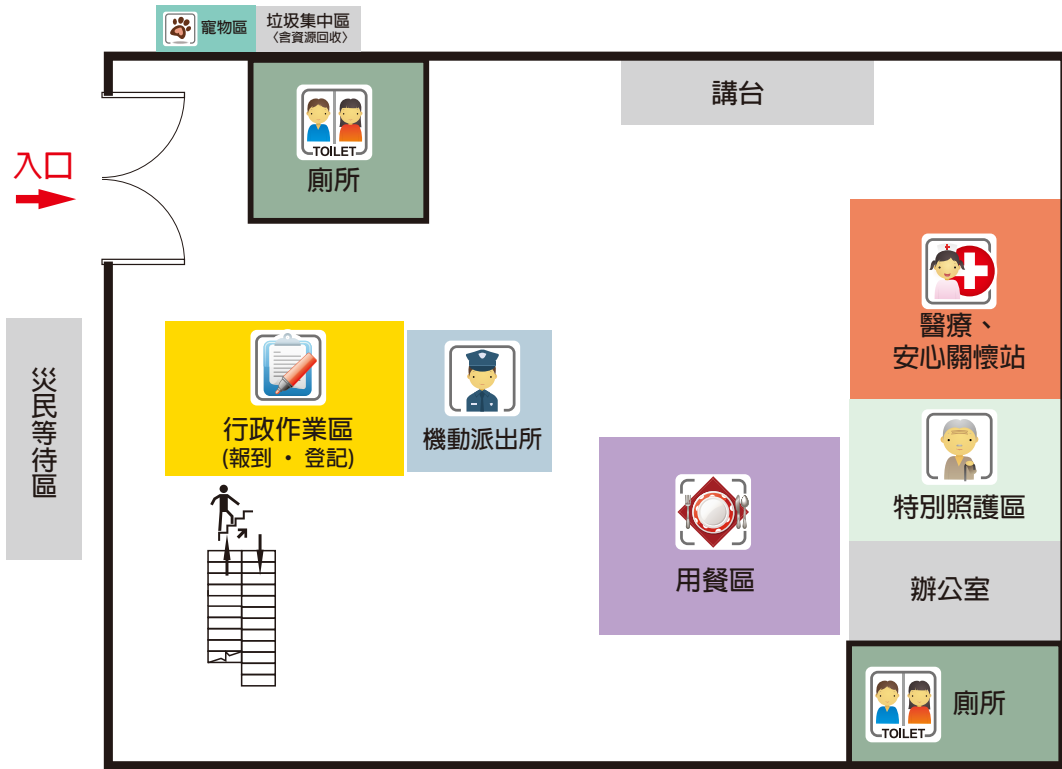 寵物區
垃圾集中區
〈含資源回收〉
TOILET
廁所
講台
入口
醫療、
安心關懷站
災民等待區
行政作業區
(報到 ・ 登記)
機動派出所
特別照護區
用餐區
辦公室
TOILET
廁所